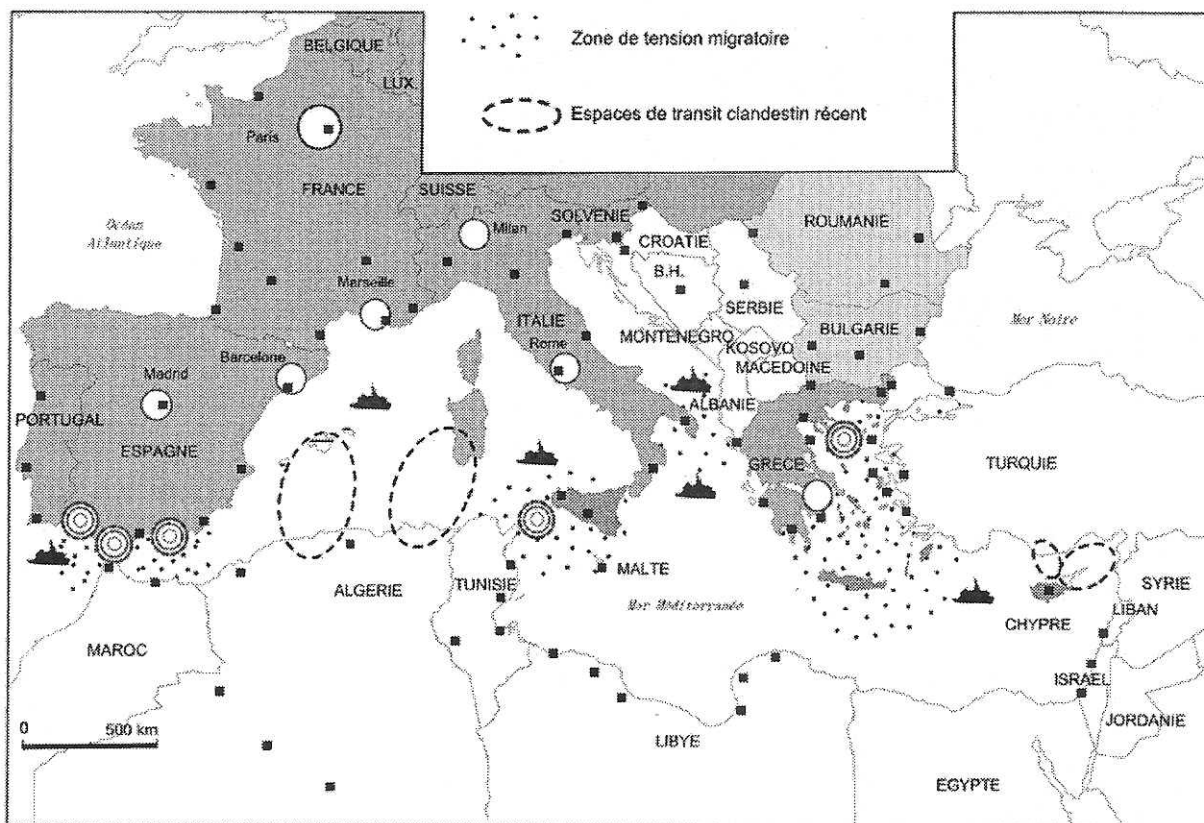 Zone de tension migratoire
Espaces de transit clandestin récent
BELGIQUE
LUX.
Paris
FRANCE
SUISSE
Océan
Atlantique
Milan
SOLVENIE
CROATIE
ROUMANIE
B.H.
SERBIE
Marseille
ITALIE
Rome
MONTENEGRO
KOSOVO
BULGARIE
Mer Noire
MACEDOINE
Barcelone
Madrid
PORTUGAL
ESPAGNE
ALBANIE
GRECE
TURQUIE
ALGERIE
TUNISIE
MALTE
Mer Méditerranée
CHYPRE
SYRIE
LIBAN
MAROC
ISRAEL
JORDANIE
0 500 km
LIBYE
EGYPTE